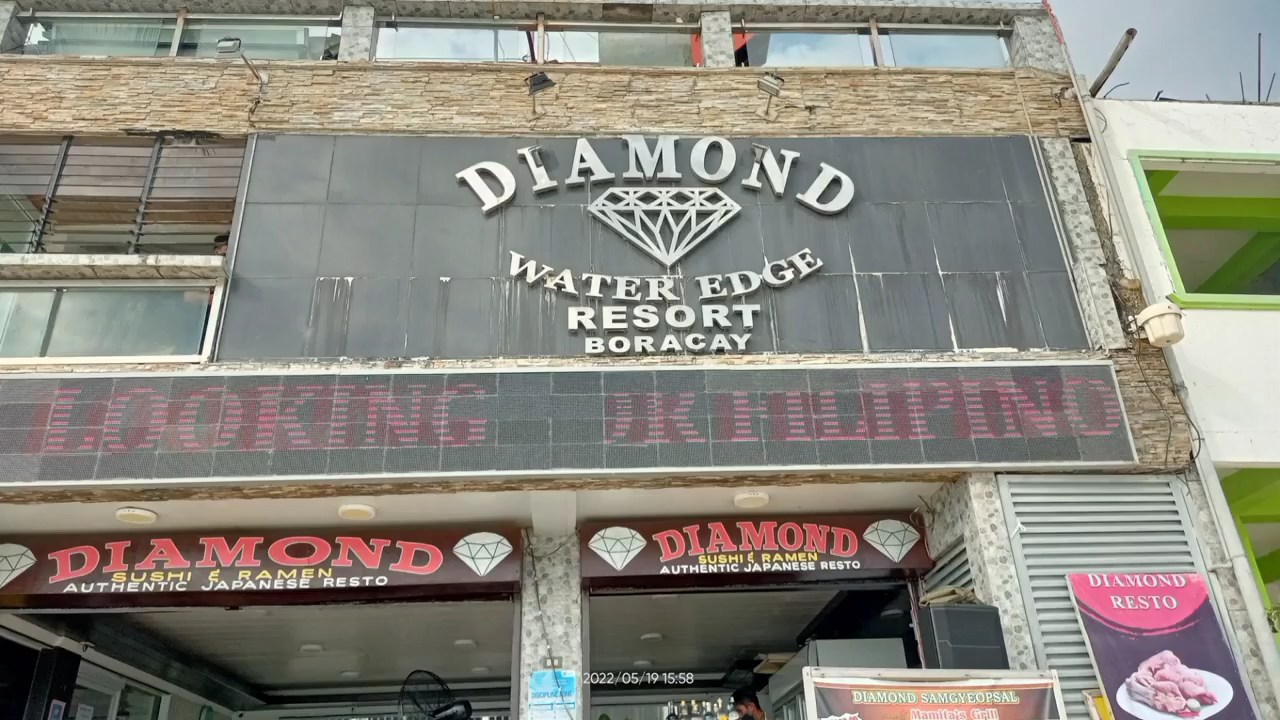 DIAMOND
WATER EDGE
RESORT
BORACAY
LOOKING FILIPINO
DIAMOND
SUSHI & RAMEN
AUTHENTIC JAPANESE RESTO
DIAMOND
SUSHI & RAMEN
AUTHENTIC JAPANESE RESTO
DIAMOND
RESTO
2022/05/19 15:58
DIAMOND SAMGYEOPSAL
Mamita's Grill